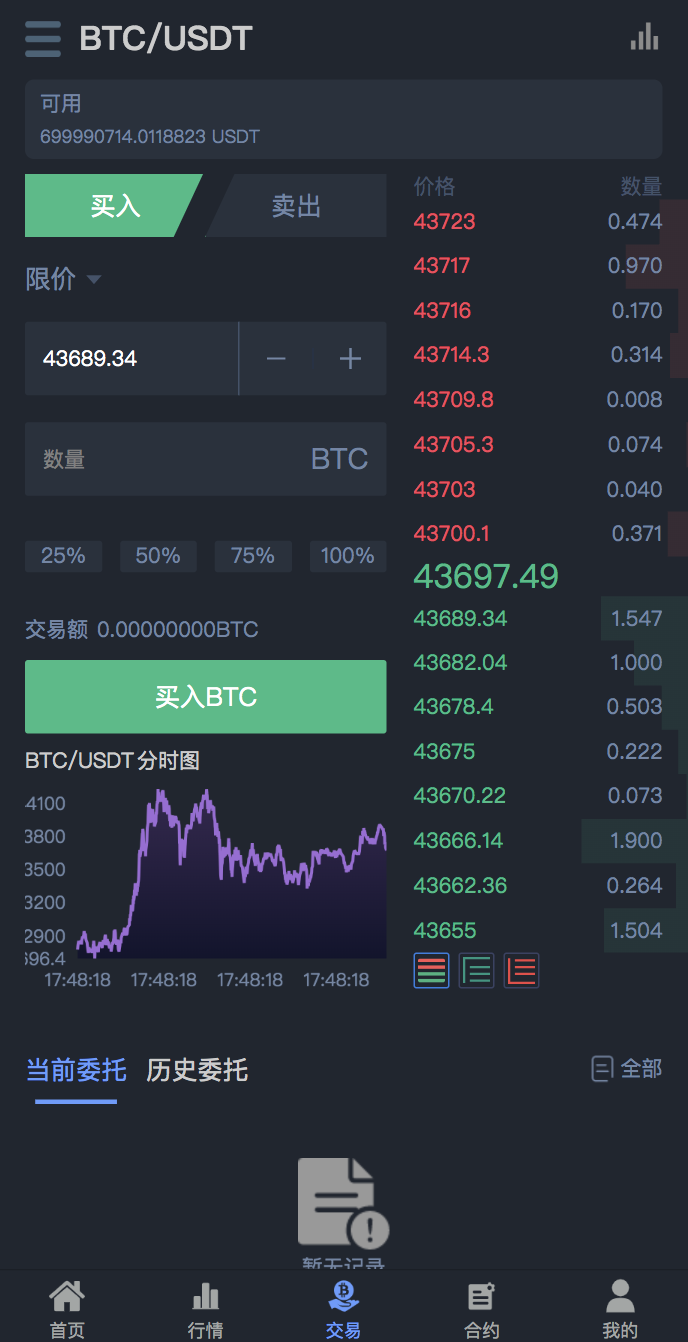 BTC/USDT
可用
699990714.0118823 USDT
买入
卖出
限价
43689.34
数量 BTC
25% 50% 75% 100%
交易额 0.00000000BTC
买入BTC
BTC/USDT 分时图
4100
3800
3500
3200
2900
396.4
17:48:18 17:48:18 17:48:18 17:48:18
价格 数量
43723 0.474
43717 0.970
43716 0.170
43714.3 0.314
43709.8 0.008
43705.3 0.074
43703 0.040
43700.1 0.371
43697.49
43689.34 1.547
43682.04 1.000
43678.4 0.503
43675 0.222
43670.22 0.073
43666.14 1.900
43662.36 0.264
43655 1.504
当前委托 历史委托 全部
暂无记录
首页 行情 交易 合约 我的